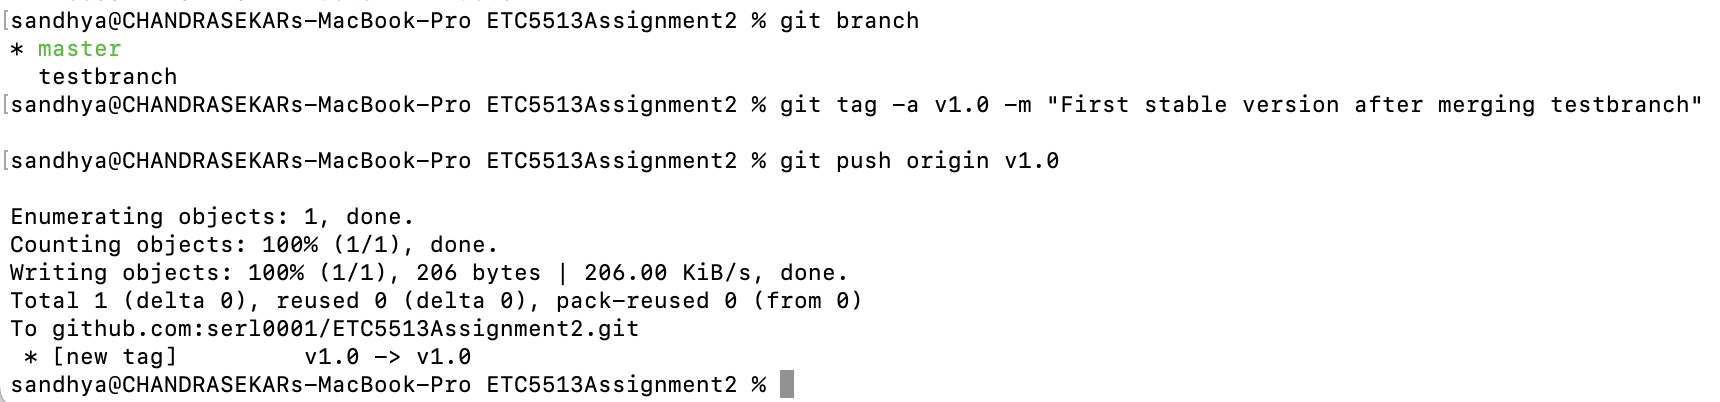 [sandhya@CHANDRASEKARs-MacBook-Pro ETC5513Assignment2 % git branch
* master
  testbranch
[sandhya@CHANDRASEKARs-MacBook-Pro ETC5513Assignment2 % git tag -a v1.0 -m "First stable version after merging testbranch"
[sandhya@CHANDRASEKARs-MacBook-Pro ETC5513Assignment2 % git push origin v1.0
Enumerating objects: 1, done.
Counting objects: 100% (1/1), done.
Writing objects: 100% (1/1), 206 bytes | 206.00 KiB/s, done.
Total 1 (delta 0), reused 0 (delta 0), pack-reused 0 (from 0)
To github.com:serl0001/ETC5513Assignment2.git
 * [new tag]         v1.0 -> v1.0
sandhya@CHANDRASEKARs-MacBook-Pro ETC5513Assignment2 %